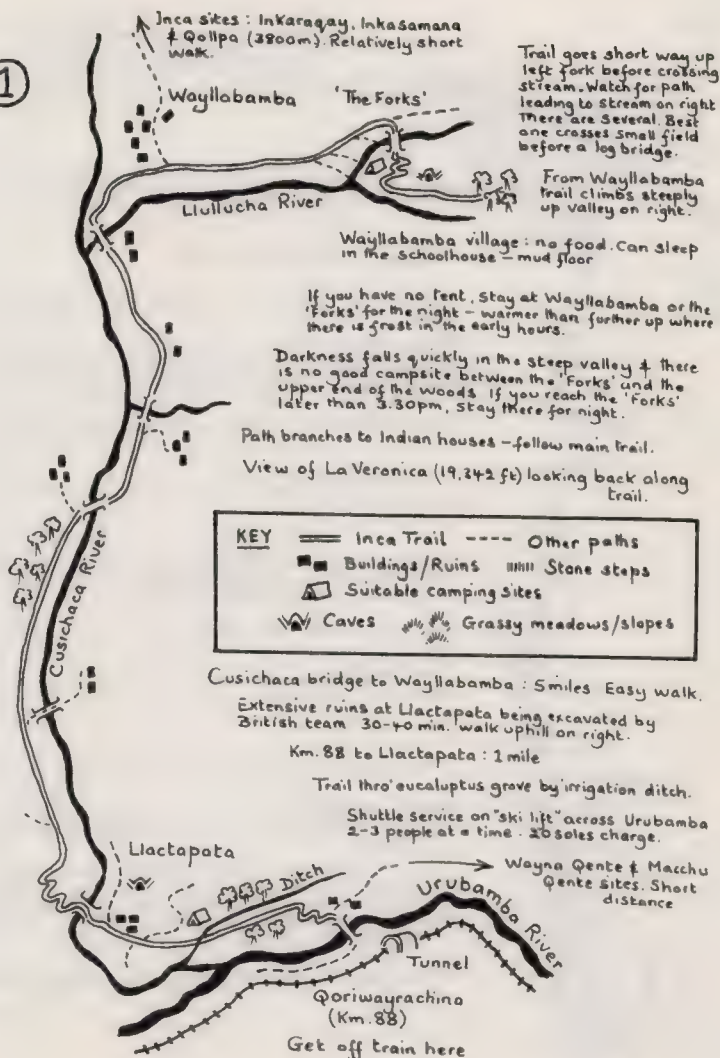 1
Inca sites : Inkaraqay, Inkasamana
& Qollpa (3800m). Relatively short
walk.
Wayllabamba
'The Forks'
Trail goes short way up
left fork before crossing
stream. Watch for path
leading to stream on right
There are several. Best
one crosses small field
before a log bridge.
From Wayllabamba
trail climbs steeply
up valley on right.
Llullucha River
Wayllabamba village : no food. Can sleep
in the schoolhouse – mud floor
If you have no tent, stay at Wayllabamba or the
'Forks' for the night – warmer than further up where
there is frost in the early hours.
Darkness falls quickly in the steep valley & there
is no good campsite between the 'Forks' and the
upper end of the woods If you reach the 'Forks'
later than 3.30pm, stay there for night.
Path branches to Indian houses – follow main trail.
View of La Veronica (19,342 ft) looking back along
trail.
KEY Inca Trail Other paths
Buildings/Ruins Stone steps
Suitable camping sites
Caves Grassy meadows/slopes
Cusichaca River
Cusichaca bridge to Wayllabamba : 5miles Easy walk.
Extensive ruins at Llactapata being excavated by
British team 30-40 min. walk uphill on right.
Km. 88 to Llactapata : 1 mile
Trail thro' eucaluptus grove by irrigation ditch.
Shuttle service on "ski lift" across Urubamba
2-3 people at a time. 20 soles charge.
Llactapata
Ditch
Wayna Qente & Macchu
Qente sites. Short
distance
Urubamba River
Tunnel
Qoriwayrachina
(Km. 88)
Get off train here